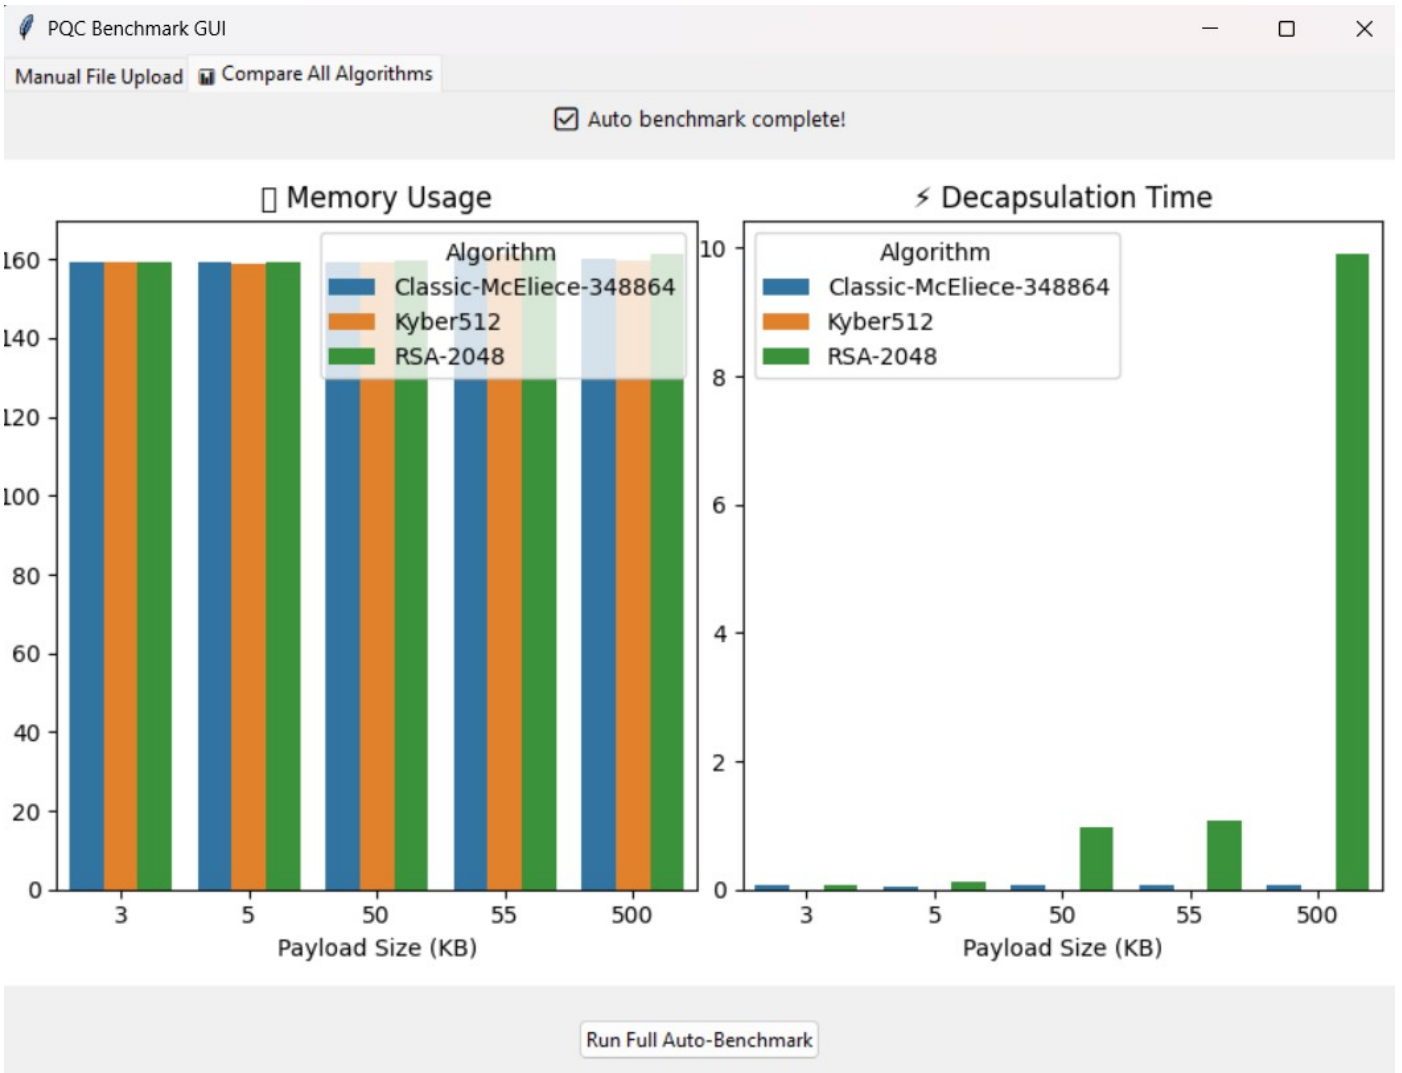 PQC Benchmark GUI
Manual File Upload
Compare All Algorithms
Auto benchmark complete!
Memory Usage
160
140
120
100
80
60
40
20
0
Algorithm
Classic-McEliece-348864
Kyber512
RSA-2048
3 5 50 55 500
Payload Size (KB)
⚡ Decapsulation Time
10
8
6
4
2
0
Algorithm
Classic-McEliece-348864
Kyber512
RSA-2048
3 5 50 55 500
Payload Size (KB)
Run Full Auto-Benchmark